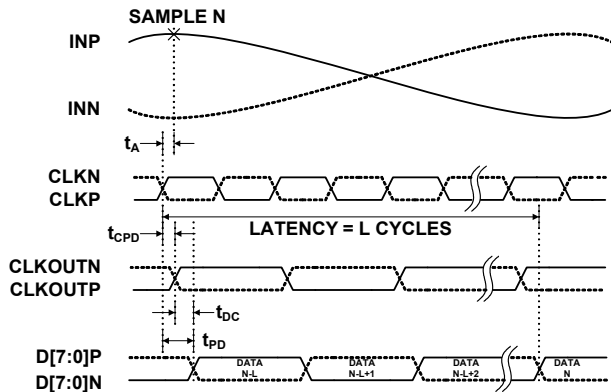 SAMPLE N
INP
INN
tA
CLKN
CLKP
LATENCY = L CYCLES
tCPD
CLKOUTN
CLKOUTP
tDC
tPD
D[7:0]P
D[7:0]N
DATA
N-L
DATA
N-L+1
DATA
N-L+2
DATA
N